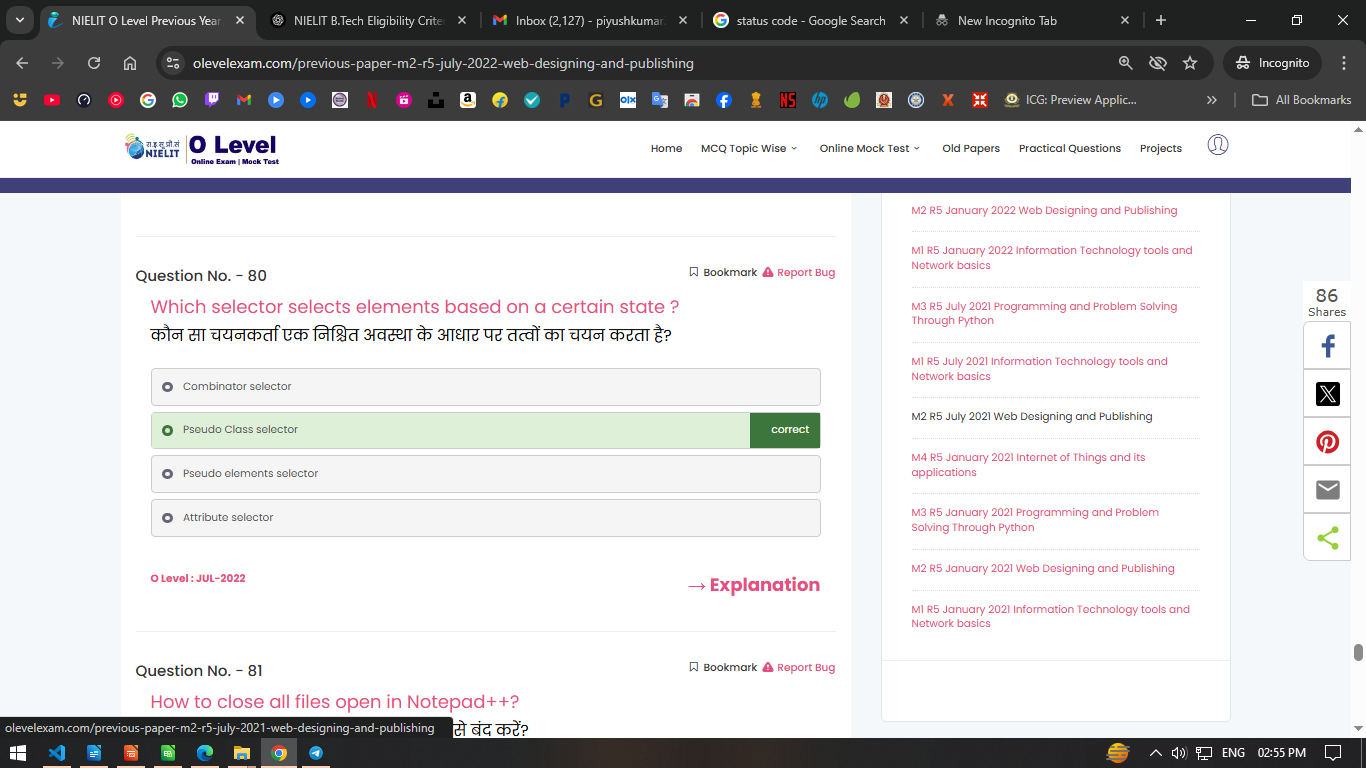 NIELIT O Level Previous Year
NIELIT B.Tech Eligibility Criter
Inbox (2,127) - piyushkumar
status code - Google Search
New Incognito Tab
olevelexam.com/previous-paper-m2-r5-july-2022-web-designing-and-publishing
Incognito
ICG: Preview Applic...
All Bookmarks
रा.इ.सू.प्रौ.सं
NIELIT
O Level
Online Exam | Mock Test
Home
MCQ Topic Wise
Online Mock Test
Old Papers
Practical Questions
Projects
Question No. - 80
Bookmark
Report Bug
Which selector selects elements based on a certain state ?
कौन सा चयनकर्ता एक निश्चित अवस्था के आधार पर तत्वों का चयन करता है?
Combinator selector
Pseudo Class selector
correct
Pseudo elements selector
Attribute selector
O Level : JUL-2022
→ Explanation
Question No. - 81
Bookmark
Report Bug
How to close all files open in Notepad++?
से बंद करें?
M2 R5 January 2022 Web Designing and Publishing
M1 R5 January 2022 Information Technology tools and
Network basics
M3 R5 July 2021 Programming and Problem Solving
Through Python
M1 R5 July 2021 Information Technology tools and
Network basics
M2 R5 July 2021 Web Designing and Publishing
M4 R5 January 2021 Internet of Things and its
applications
M3 R5 January 2021 Programming and Problem
Solving Through Python
M2 R5 January 2021 Web Designing and Publishing
M1 R5 January 2021 Information Technology tools and
Network basics
86
Shares
olevelexam.com/previous-paper-m2-r5-july-2021-web-designing-and-publishing
ENG
02:55 PM